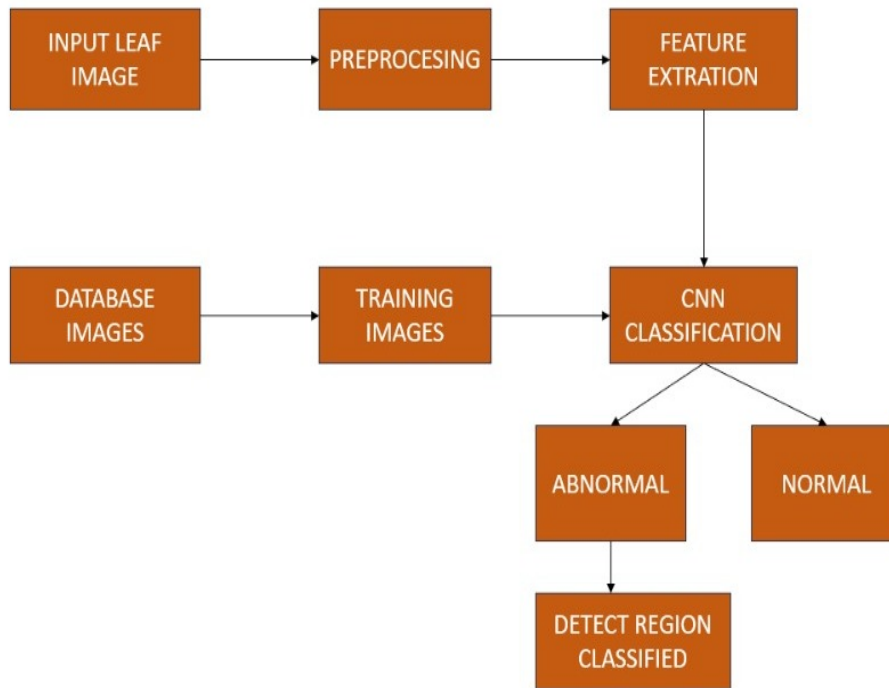 INPUT LEAF
IMAGE
PREPROCESING
FEATURE
EXTRATION
DATABASE
IMAGES
TRAINING
IMAGES
CNN
CLASSIFICATION
ABNORMAL
NORMAL
DETECT REGION
CLASSIFIED